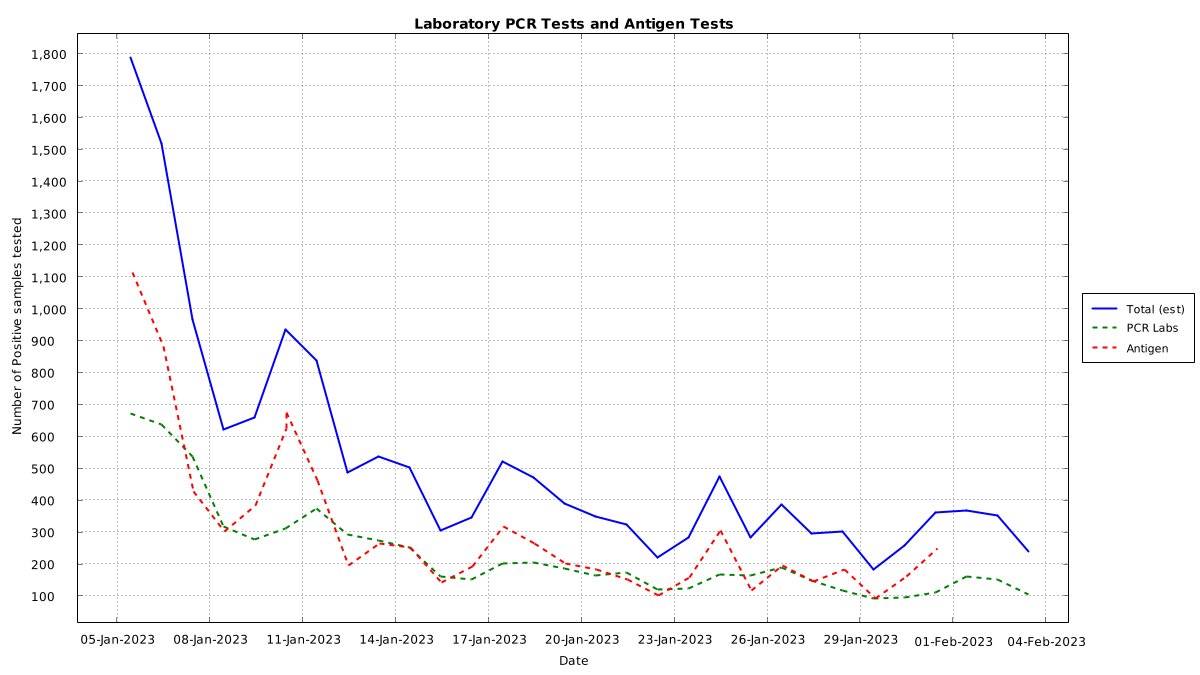 Laboratory PCR Tests and Antigen Tests
Number of Positive samples tested
1,800
1,700
1,600
1,500
1,400
1,300
1,200
1,100
1,000
900
800
700
600
500
400
300
200
100
05-Jan-2023 08-Jan-2023 11-Jan-2023 14-Jan-2023 17-Jan-2023 20-Jan-2023 23-Jan-2023 26-Jan-2023 29-Jan-2023 01-Feb-2023 04-Feb-2023
Date
Total (est)
PCR Labs
Antigen